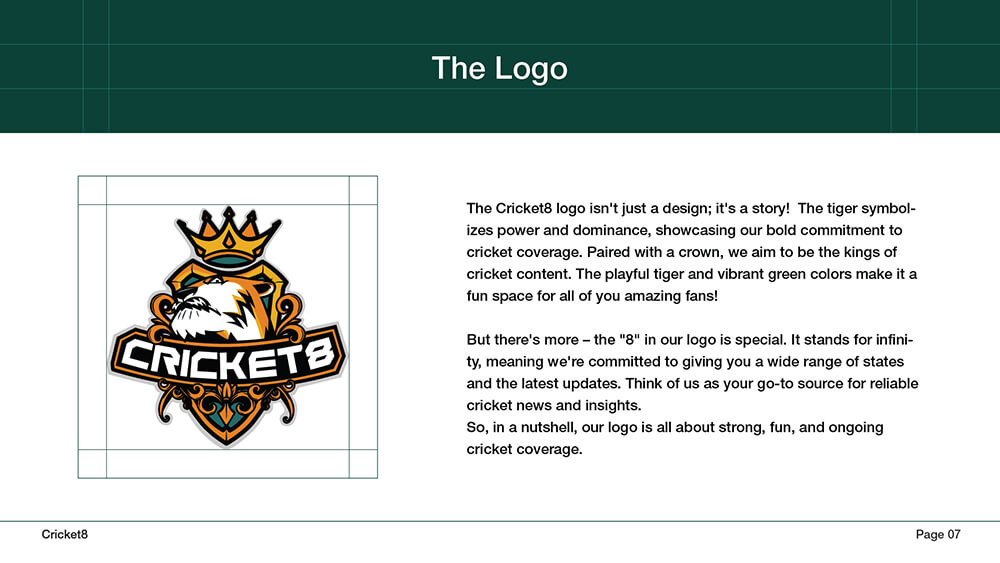 The Logo
CRICKET8
The Cricket8 logo isn't just a design; it's a story!  The tiger symbol-
izes power and dominance, showcasing our bold commitment to
cricket coverage. Paired with a crown, we aim to be the kings of
cricket content. The playful tiger and vibrant green colors make it a
fun space for all of you amazing fans!
But there's more – the "8" in our logo is special. It stands for infini-
ty, meaning we're committed to giving you a wide range of states
and the latest updates. Think of us as your go-to source for reliable
cricket news and insights.
So, in a nutshell, our logo is all about strong, fun, and ongoing
cricket coverage.
Cricket8
Page 07